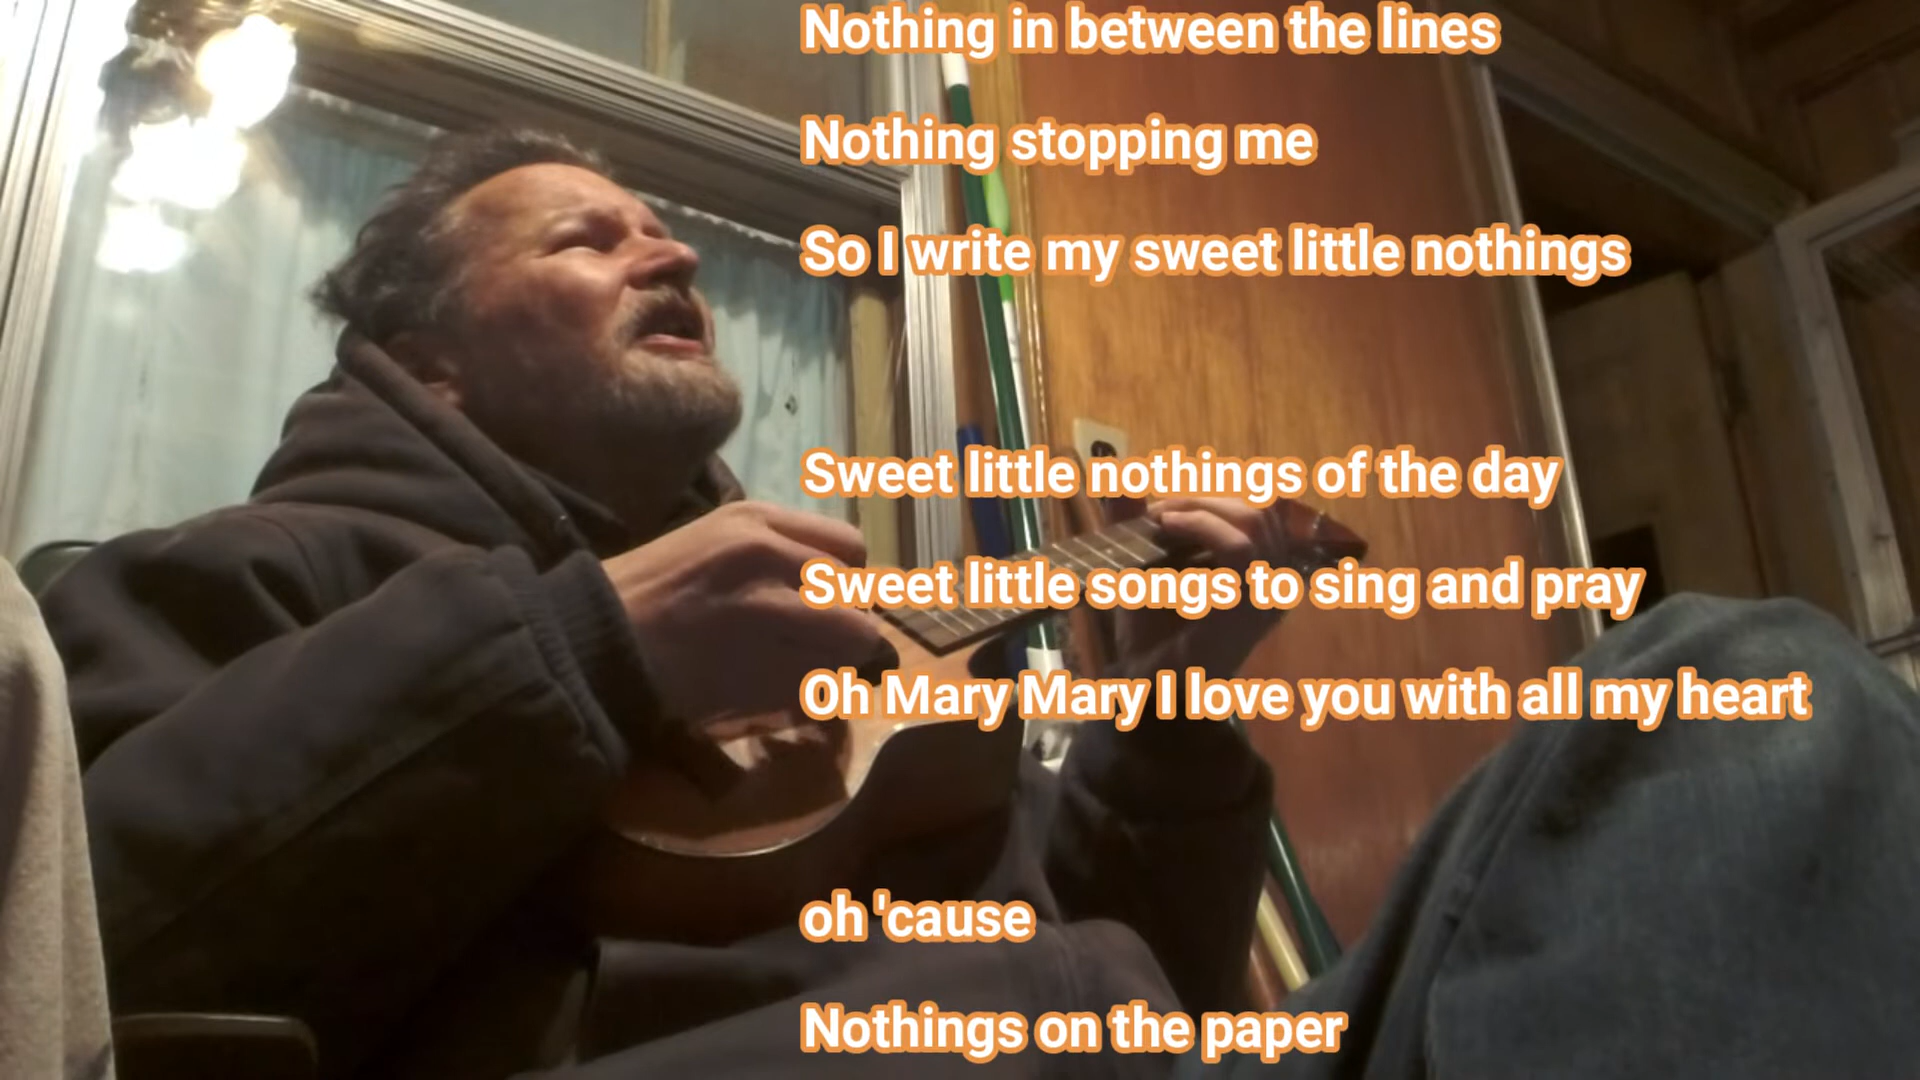 Nothing in between the lines
Nothing stopping me
So I write my sweet little nothings
Sweet little nothings of the day
Sweet little songs to sing and pray
Oh Mary Mary I love you with all my heart
oh 'cause
Nothings on the paper